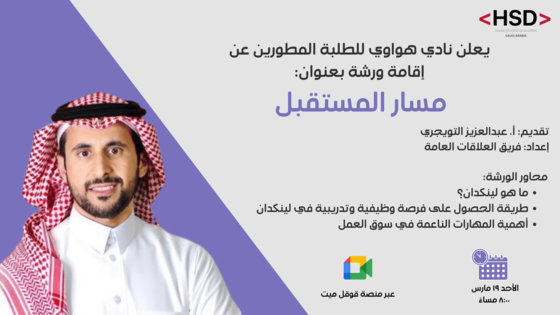 <HSD>
يعلن نادي هواوي للطلبة المطورين عن
إقامة ورشة بعنوان:
مسار المستقبل
تقديم: أ. عبدالعزيز التويجري
إعداد: فريق العلاقات العامة
محاور الورشة:
ما هو لينكدان؟
طريقة الحصول على فرصة وظيفية وتدريبية في لينكدان
أهمية المهارات الناعمة في سوق العمل
الأحد ١٩ مارس
٨:٠٠ مساءً
عبر منصة قوقل ميت